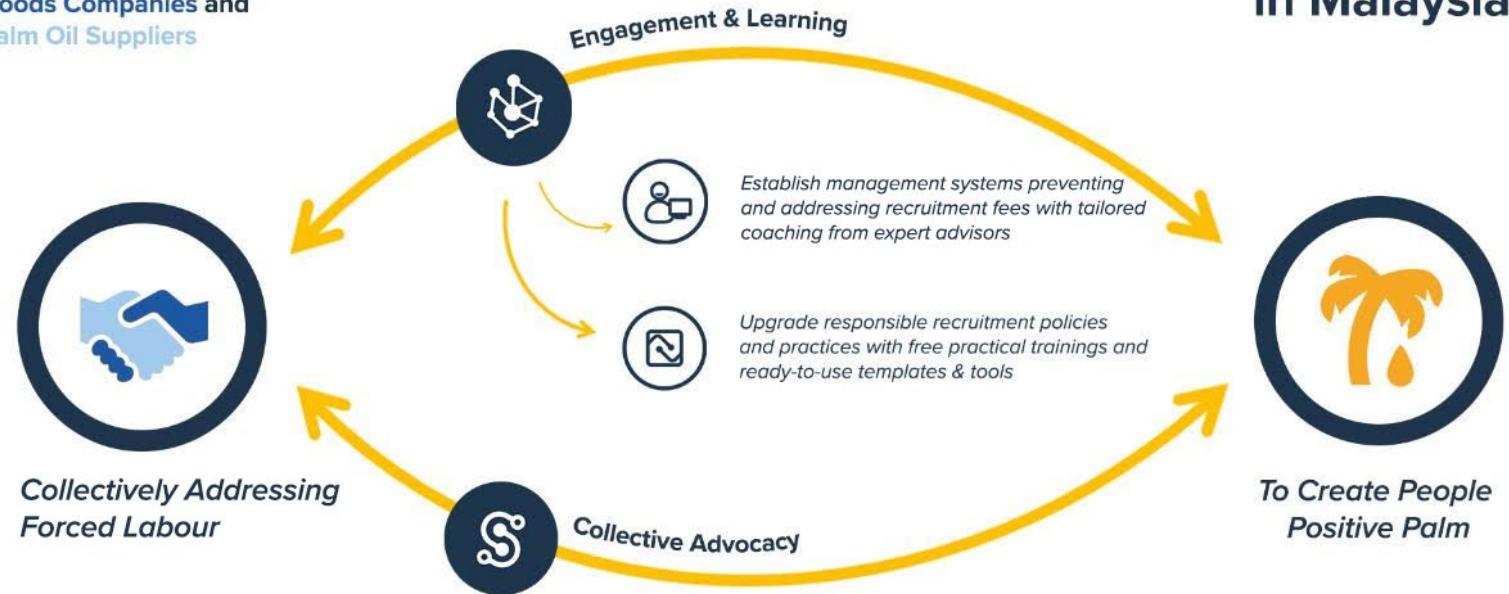 Companies and
Oil Suppliers
in Malaysia
Engagement & Learning
Establish management systems preventing
and addressing recruitment fees with tailored
coaching from expert advisors
Upgrade responsible recruitment policies
and practices with free practical trainings and
ready-to-use templates & tools
Collectively Addressing
Forced Labour
To Create People
Positive Palm
Collective Advocacy